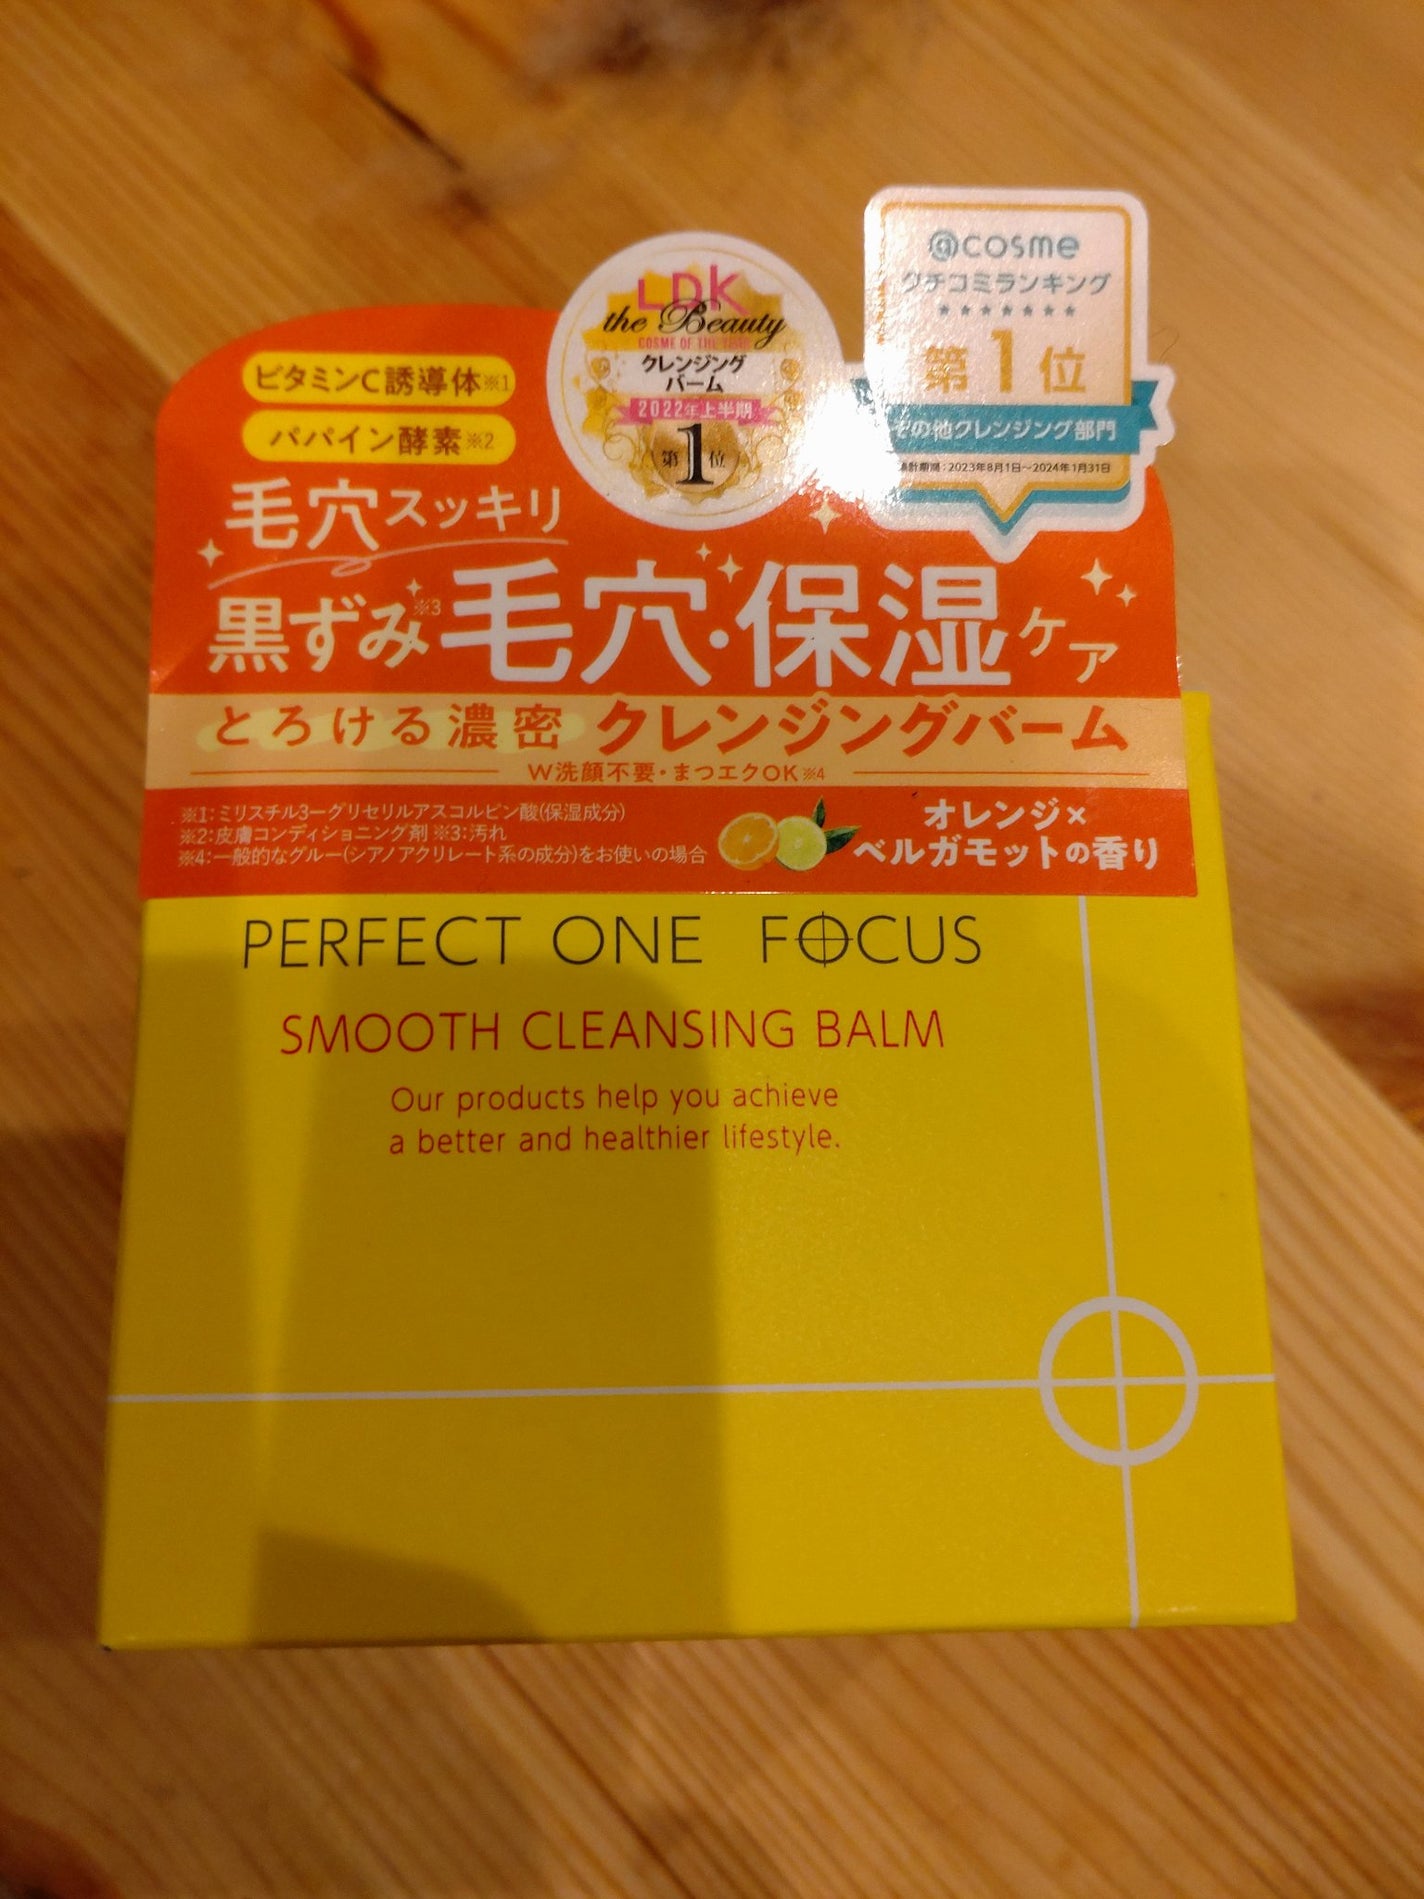 @cosme
クチコミランキング
★★★★★★★
第1位
その他クレンジング部門
集計期間：2023年8月1日～2024年1月31日
LDK
the Beauty
COSME OF THE YEAR
クレンジング
バーム
2022年上半期
第1位
ビタミンC誘導体※1
パパイン酵素※2
毛穴スッキリ
黒ずみ※3毛穴・保湿ケア
とろける濃密 クレンジングバーム
W洗顔不要・まつエクOK※4
※1：ミリスチル3-グリセリルアスコルビン酸(保湿成分)
※2：皮膚コンディショニング剤 ※3：汚れ
※4：一般的なグルー(シアノアクリレート系の成分)をお使いの場合
オレンジ×
ベルガモットの香り
PERFECT ONE FOCUS
SMOOTH CLEANSING BALM
Our products help you achieve
a better and healthier lifestyle.